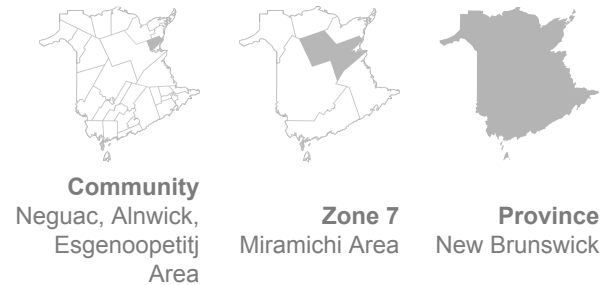 Community
Neguac, Alnwick,
Esgenoopetitj
Area
Zone 7
Miramichi Area
Province
New Brunswick